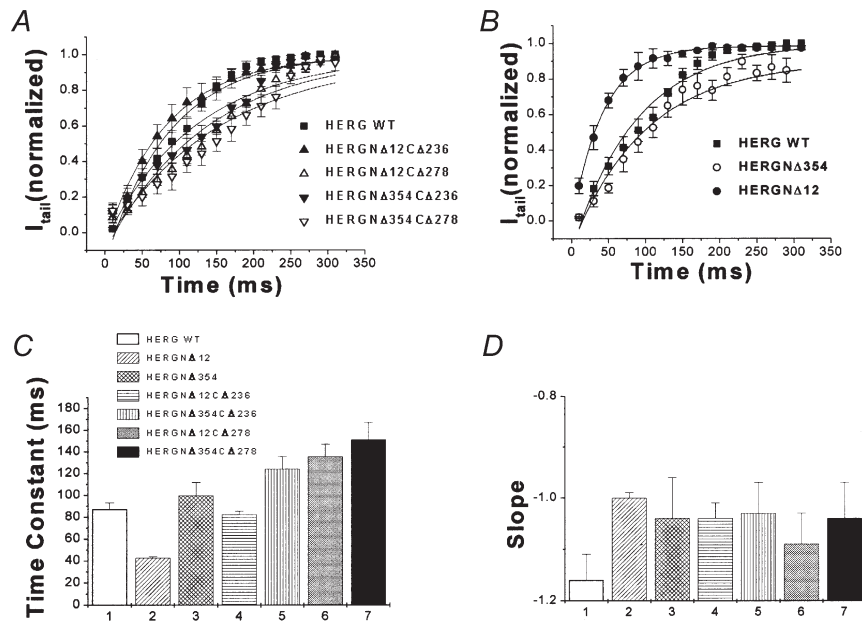 A
I_tail(normalized)
1.0
0.8
0.6
0.4
0.2
0.0
0 50 100 150 200 250 300 350
Time (ms)
HERG WT
HERGNΔ12CΔ236
HERGNΔ12CΔ278
HERGNΔ354CΔ236
HERGNΔ354CΔ278
B
I_tail(normalized)
1.0
0.8
0.6
0.4
0.2
0.0
0 50 100 150 200 250 300 350
Time (ms)
HERG WT
HERGNΔ354
HERGNΔ12
C
HERG WT
HERGNΔ12
HERGNΔ354
HERGNΔ12CΔ236
HERGNΔ354CΔ236
HERGNΔ12CΔ278
HERGNΔ354CΔ278
Time Constant (ms)
180
160
140
120
100
80
60
40
20
0
1 2 3 4 5 6 7
D
Slope
-0.8
-1.0
-1.2
1 2 3 4 5 6 7